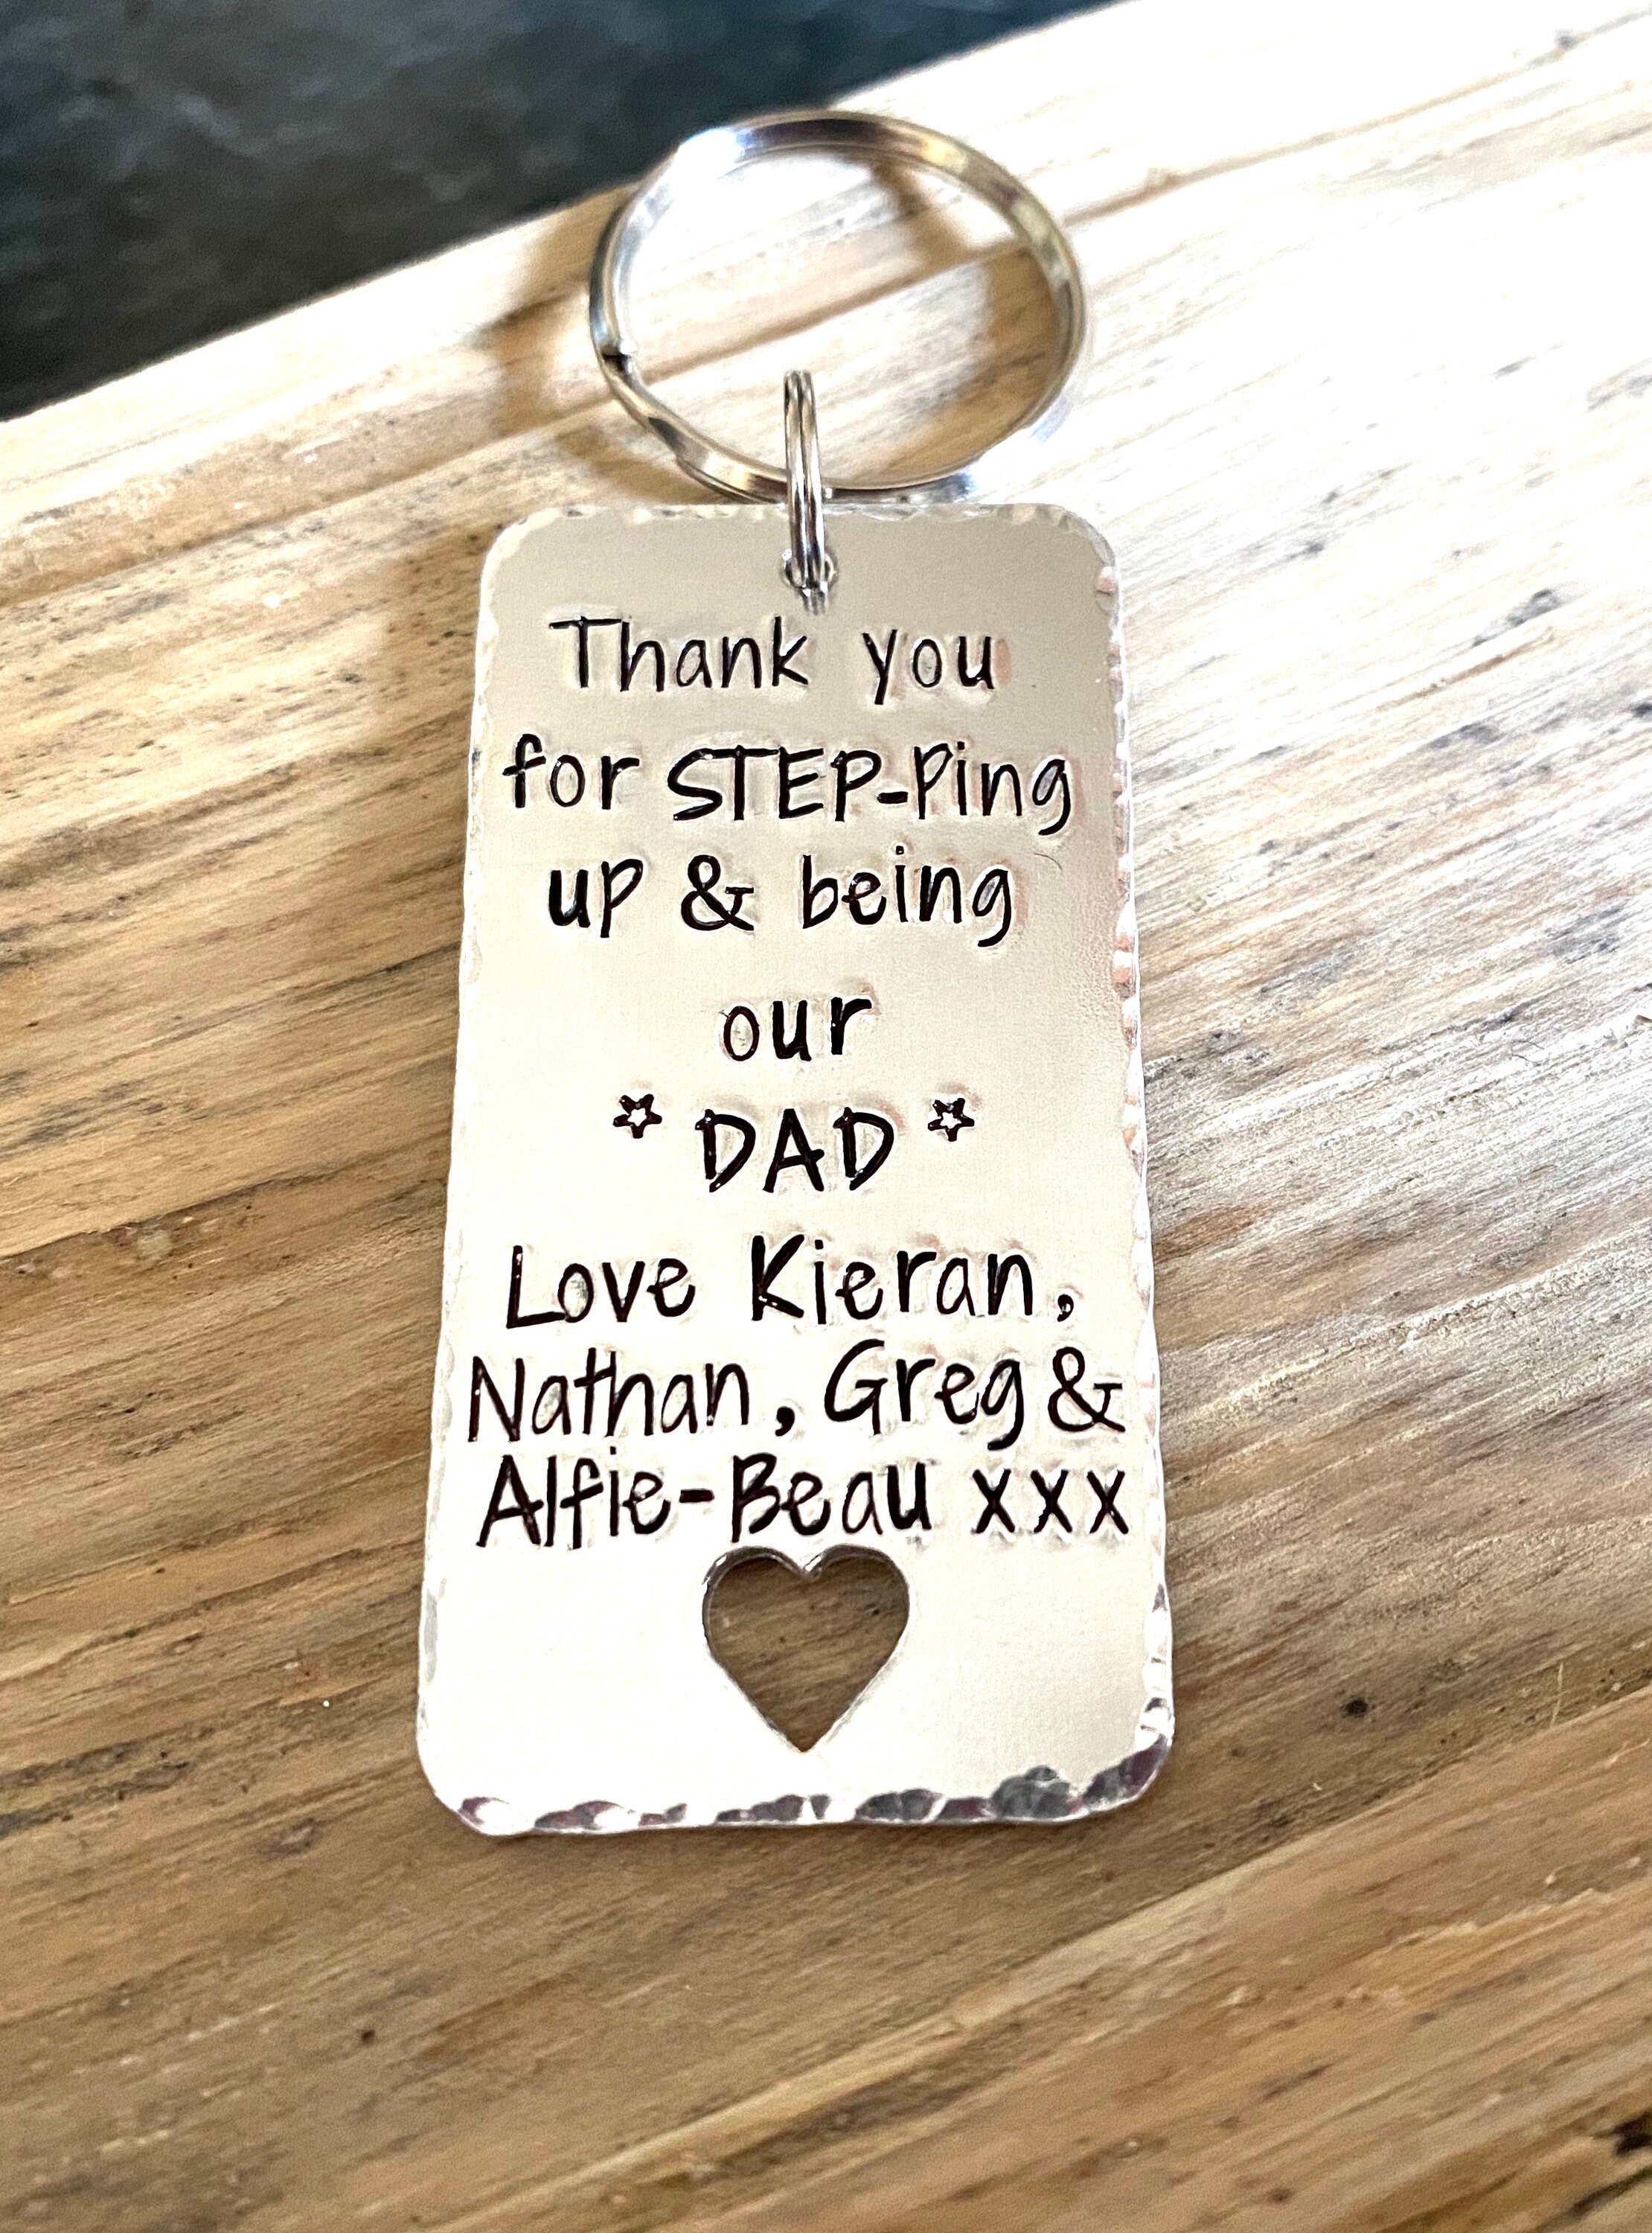 Thank you
for STEP-Ping
up & being
our
* DAD *
Love Kieran,
Nathan, Greg &
Alfie-Beau xxx